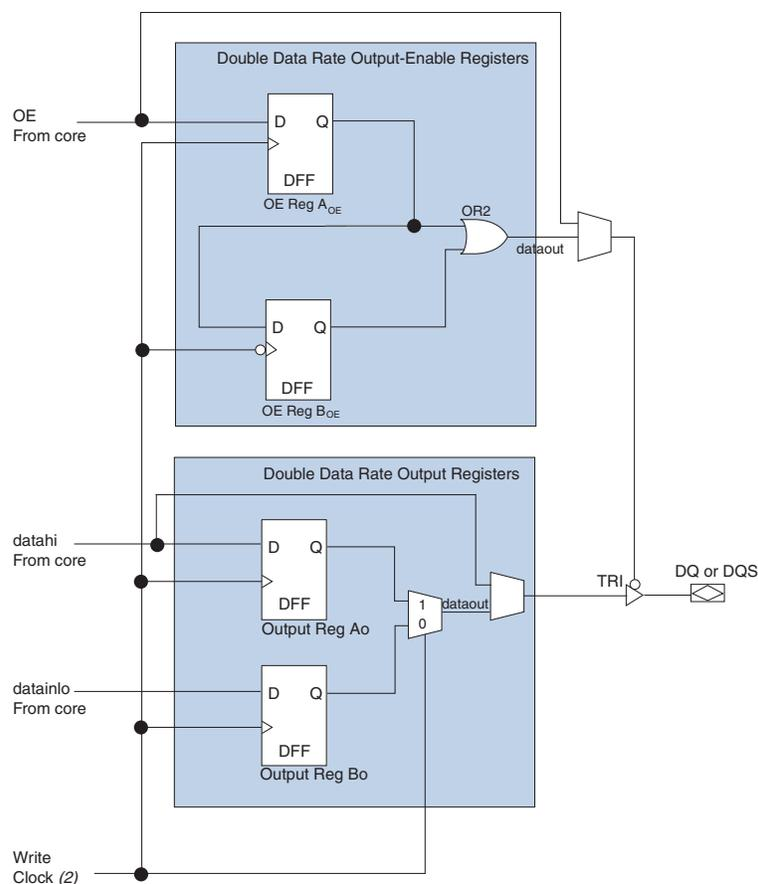 Double Data Rate Output-Enable Registers
OE
From core
D Q
DFF
OE Reg AOE
OR2
dataout
D Q
DFF
OE Reg BOE
Double Data Rate Output Registers
datahi
From core
D Q
DFF
Output Reg Ao
1
0
dataout
TRI
DQ or DQS
datainlo
From core
D Q
DFF
Output Reg Bo
Write
Clock (2)